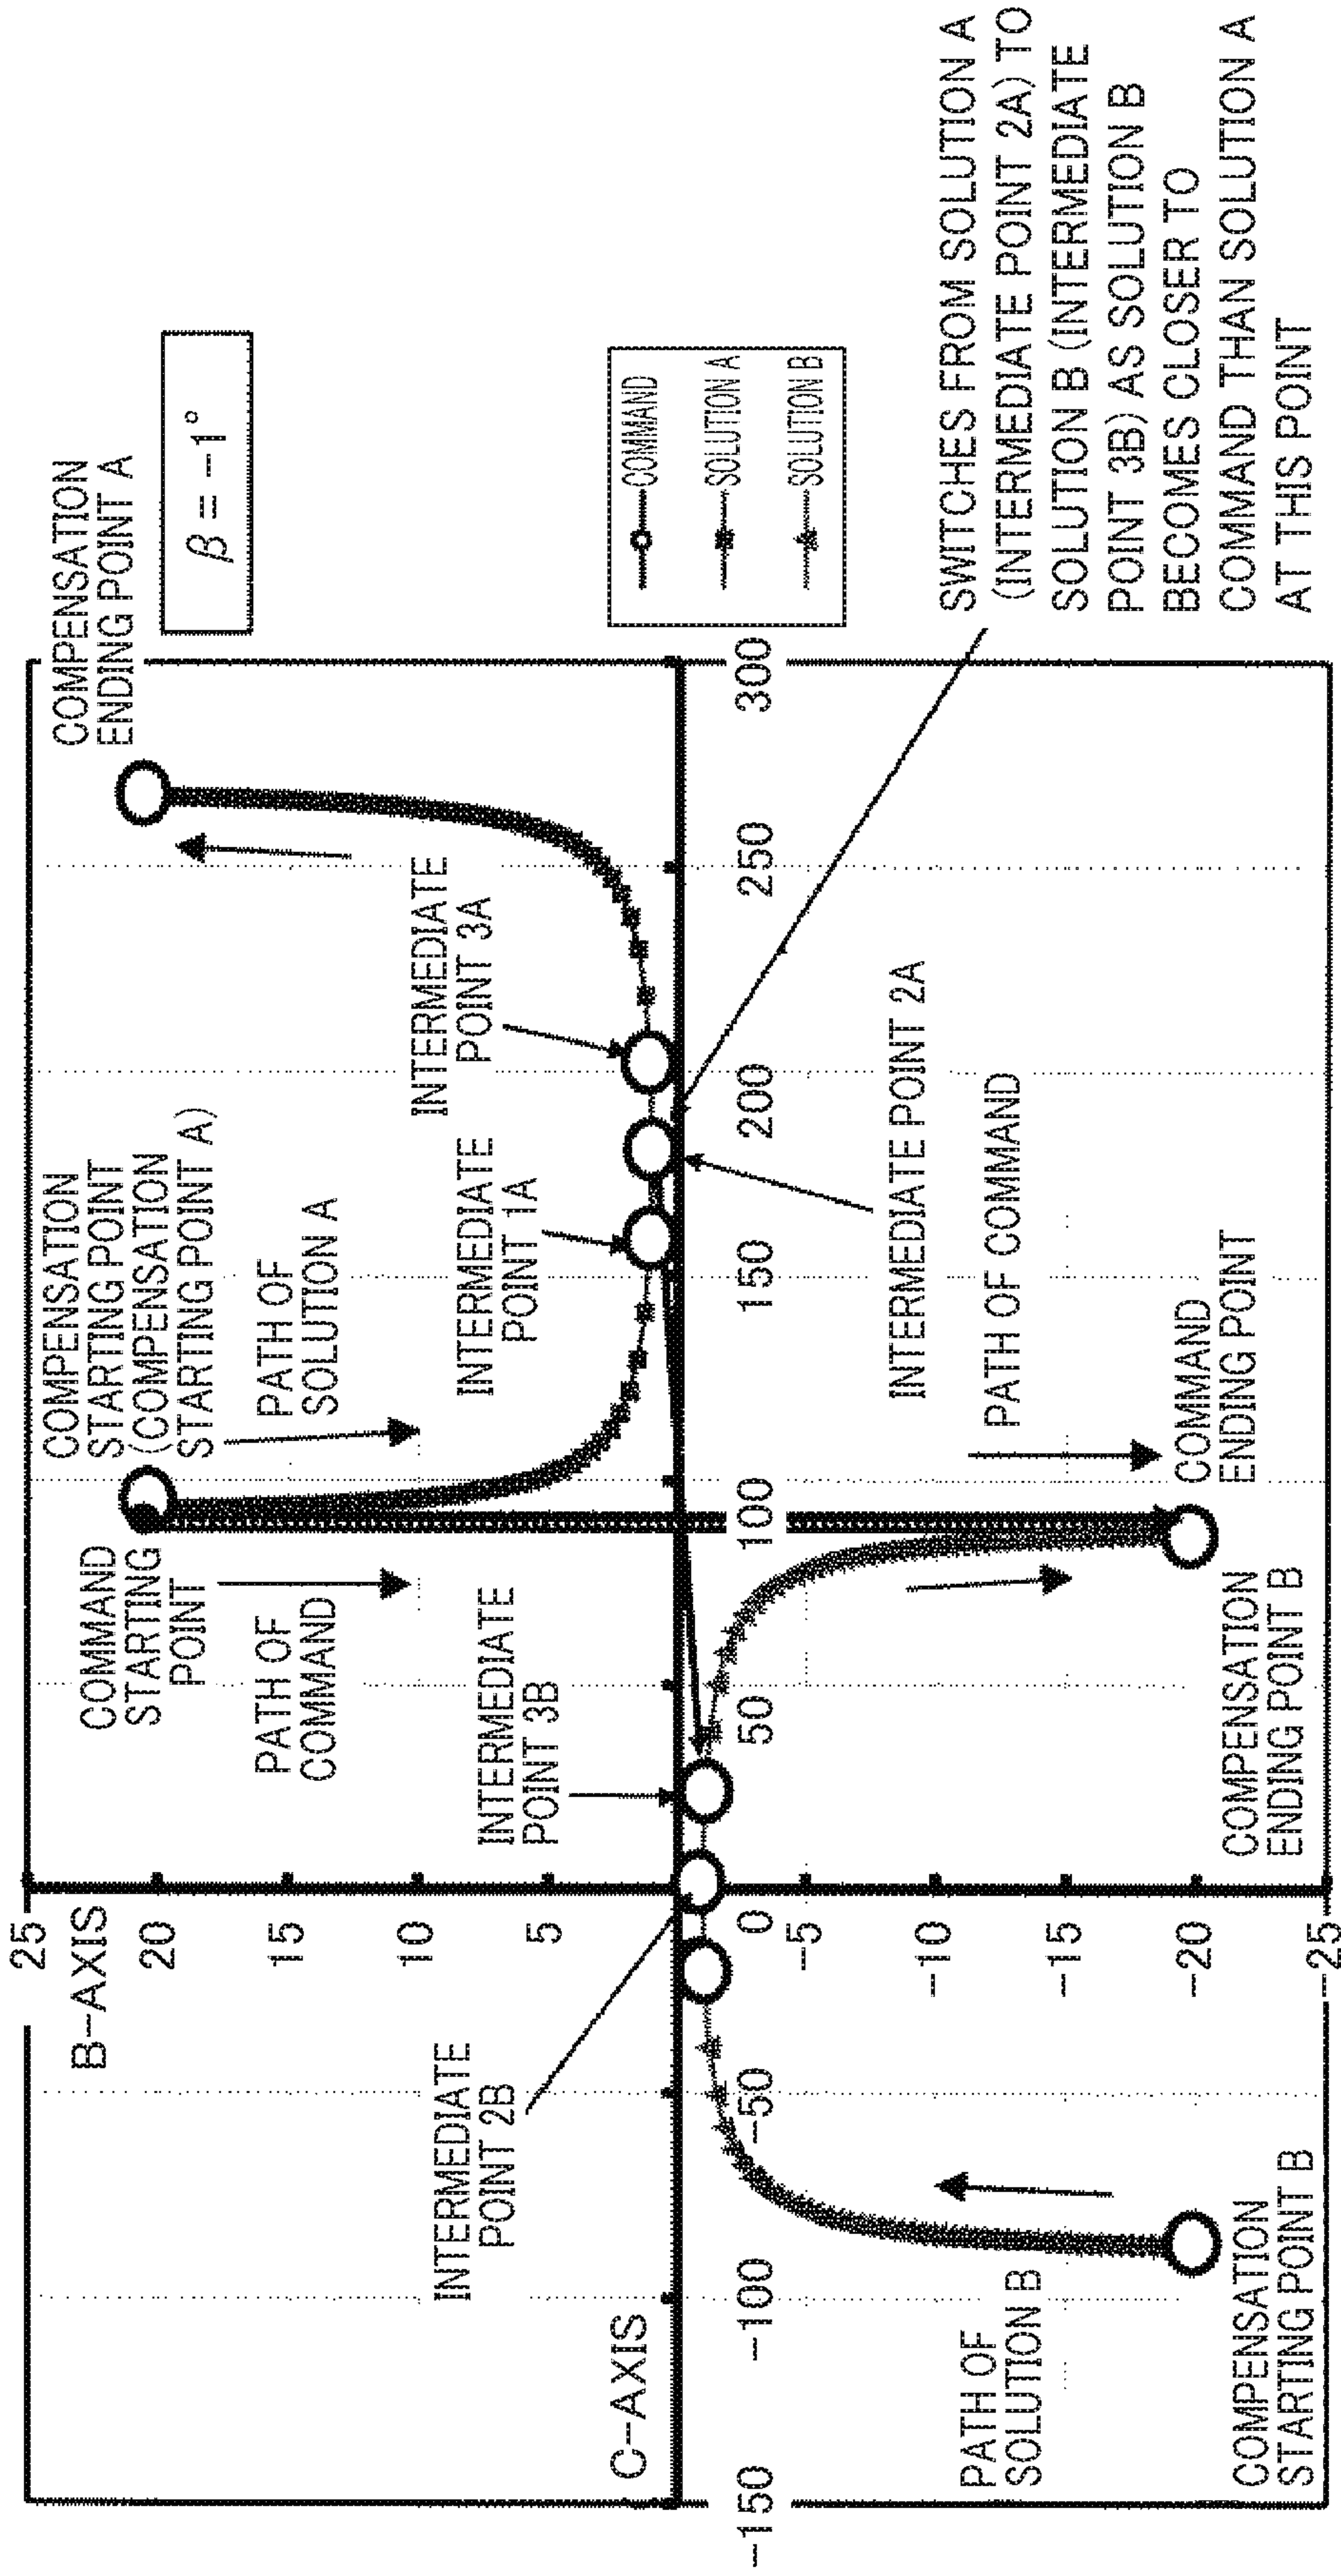 25
B-AXIS
20
15
10
5
0
-5
-10
-15
-20
-25
C-AXIS
-150
-100
-50
50
100
150
200
250
300
COMMAND
STARTING
POINT
PATH OF
COMMAND
COMPENSATION
STARTING POINT
(COMPENSATION
STARTING POINT A)
PATH OF
SOLUTION A
COMPENSATION
ENDING POINT A
β = -1°
INTERMEDIATE
POINT 2B
INTERMEDIATE
POINT 3B
INTERMEDIATE
POINT 1A
INTERMEDIATE
POINT 3A
COMMAND
SOLUTION A
SOLUTION B
INTERMEDIATE POINT 2A
PATH OF COMMAND
COMMAND
ENDING POINT
PATH OF
SOLUTION B
COMPENSATION
STARTING POINT B
COMPENSATION
ENDING POINT B
SWITCHES FROM SOLUTION A
(INTERMEDIATE POINT 2A) TO
SOLUTION B (INTERMEDIATE
POINT 3B) AS SOLUTION B
BECOMES CLOSER TO
COMMAND THAN SOLUTION A
AT THIS POINT